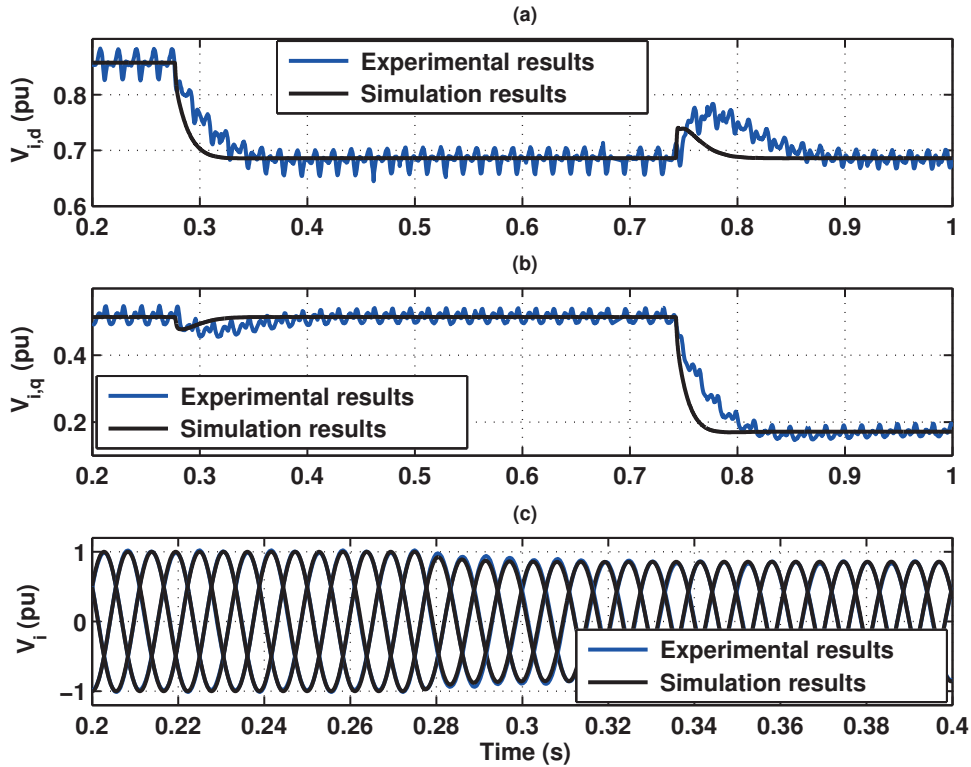 (a)
V_{i,d} (pu)
0.8
0.7
0.6
Experimental results
Simulation results
0.2 0.3 0.4 0.5 0.6 0.7 0.8 0.9 1
(b)
V_{i,q} (pu)
0.4
0.2
Experimental results
Simulation results
0.2 0.3 0.4 0.5 0.6 0.7 0.8 0.9 1
(c)
V_i (pu)
1
0
−1
Experimental results
Simulation results
0.2 0.22 0.24 0.26 0.28 0.3 0.32 0.34 0.36 0.38 0.4
Time (s)